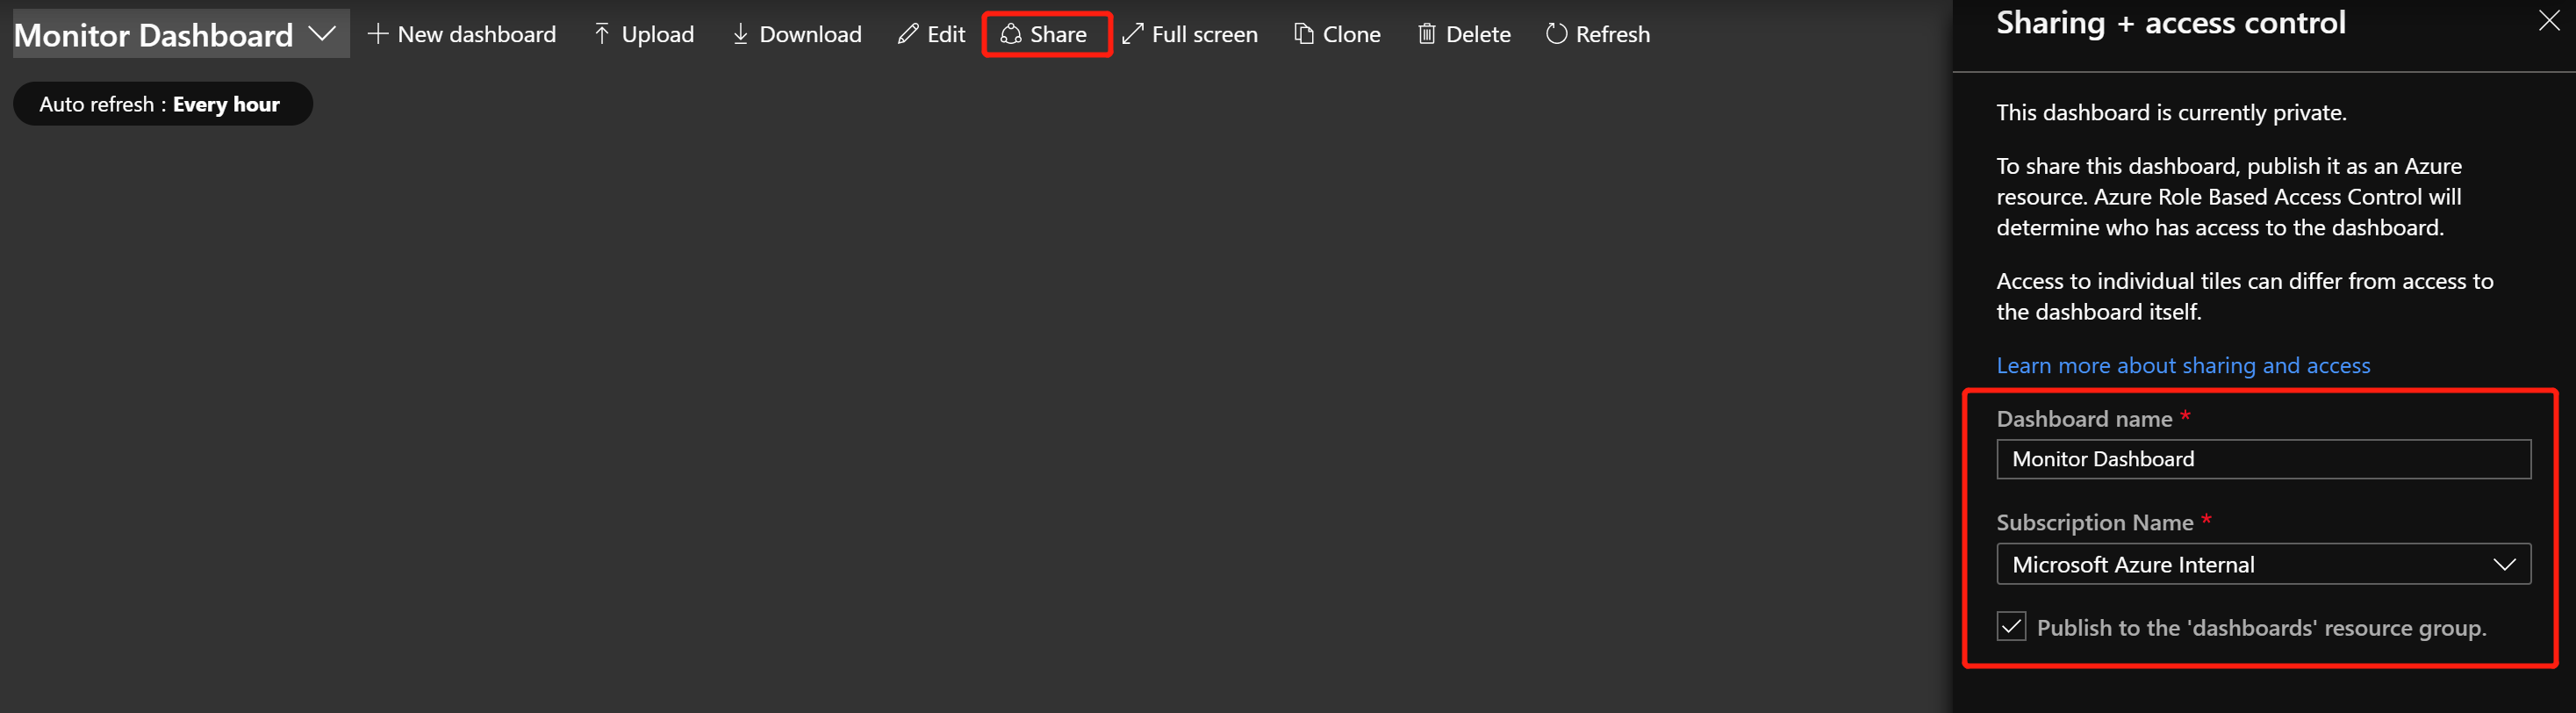 Monitor Dashboard
New dashboard
Upload
Download
Edit
Share
Full screen
Clone
Delete
Refresh
Auto refresh : Every hour
Sharing + access control
This dashboard is currently private.
To share this dashboard, publish it as an Azure
resource. Azure Role Based Access Control will
determine who has access to the dashboard.
Access to individual tiles can differ from access to
the dashboard itself.
Learn more about sharing and access
Dashboard name *
Monitor Dashboard
Subscription Name *
Microsoft Azure Internal
Publish to the 'dashboards' resource group.